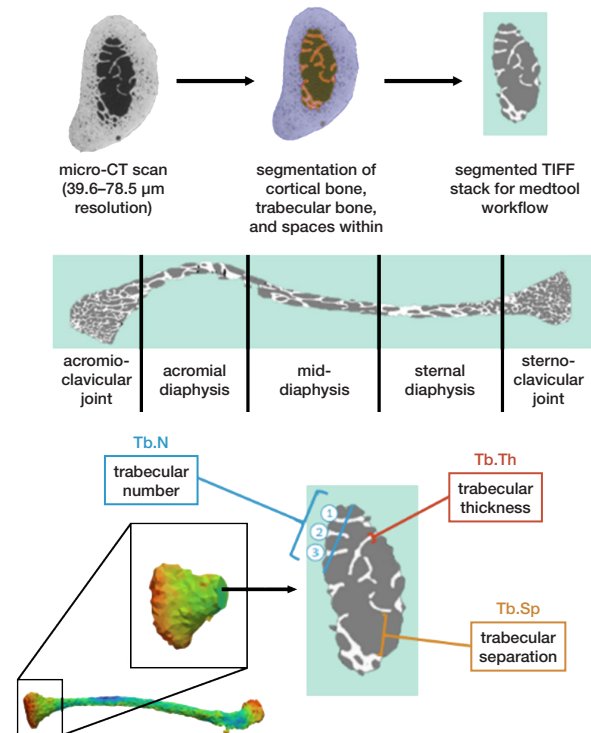 micro-CT scan
(39.6–78.5 µm
resolution)
segmentation of
cortical bone,
trabecular bone,
and spaces within
segmented TIFF
stack for medtool
workflow
acromio-
clavicular
joint
acromial
diaphysis
mid-
diaphysis
sternal
diaphysis
sterno-
clavicular
joint
Tb.N
trabecular
number
Tb.Th
trabecular
thickness
1
2
3
Tb.Sp
trabecular
separation